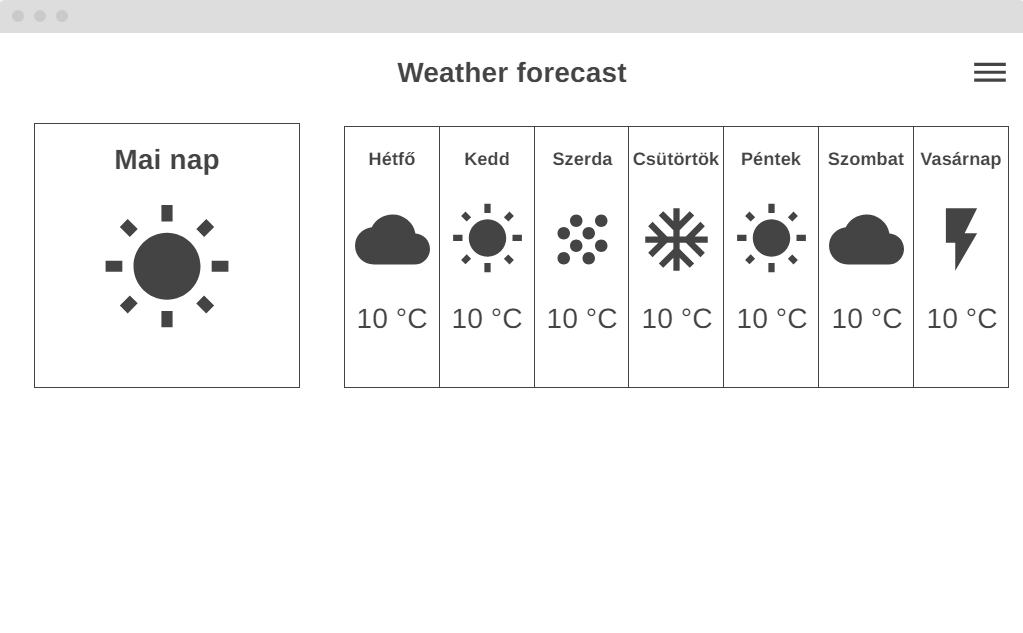 Weather forecast
Mai nap
Hétfő Kedd Szerda Csütörtök Péntek Szombat Vasárnap
10 °C 10 °C 10 °C 10 °C 10 °C 10 °C 10 °C